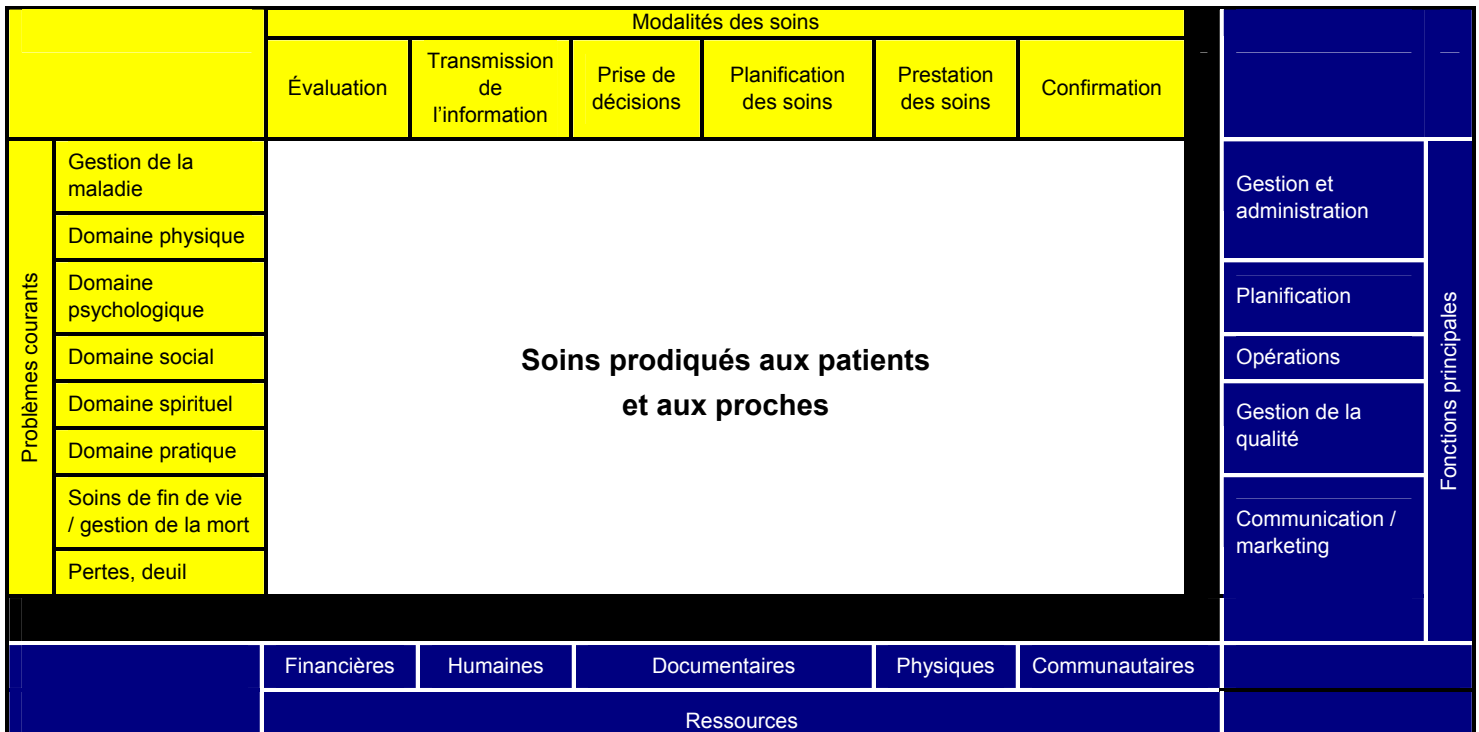 Modalités des soins
Évaluation
Transmission
de
l'information
Prise de
décisions
Planification
des soins
Prestation
des soins
Confirmation
Problèmes courants
Gestion de la
maladie
Domaine physique
Domaine
psychologique
Domaine social
Domaine spirituel
Domaine pratique
Soins de fin de vie
/ gestion de la mort
Pertes, deuil
Soins prodiqués aux patients
et aux proches
Gestion et
administration
Planification
Opérations
Gestion de la
qualité
Communication /
marketing
Fonctions principales
Financières
Humaines
Documentaires
Physiques
Communautaires
Ressources